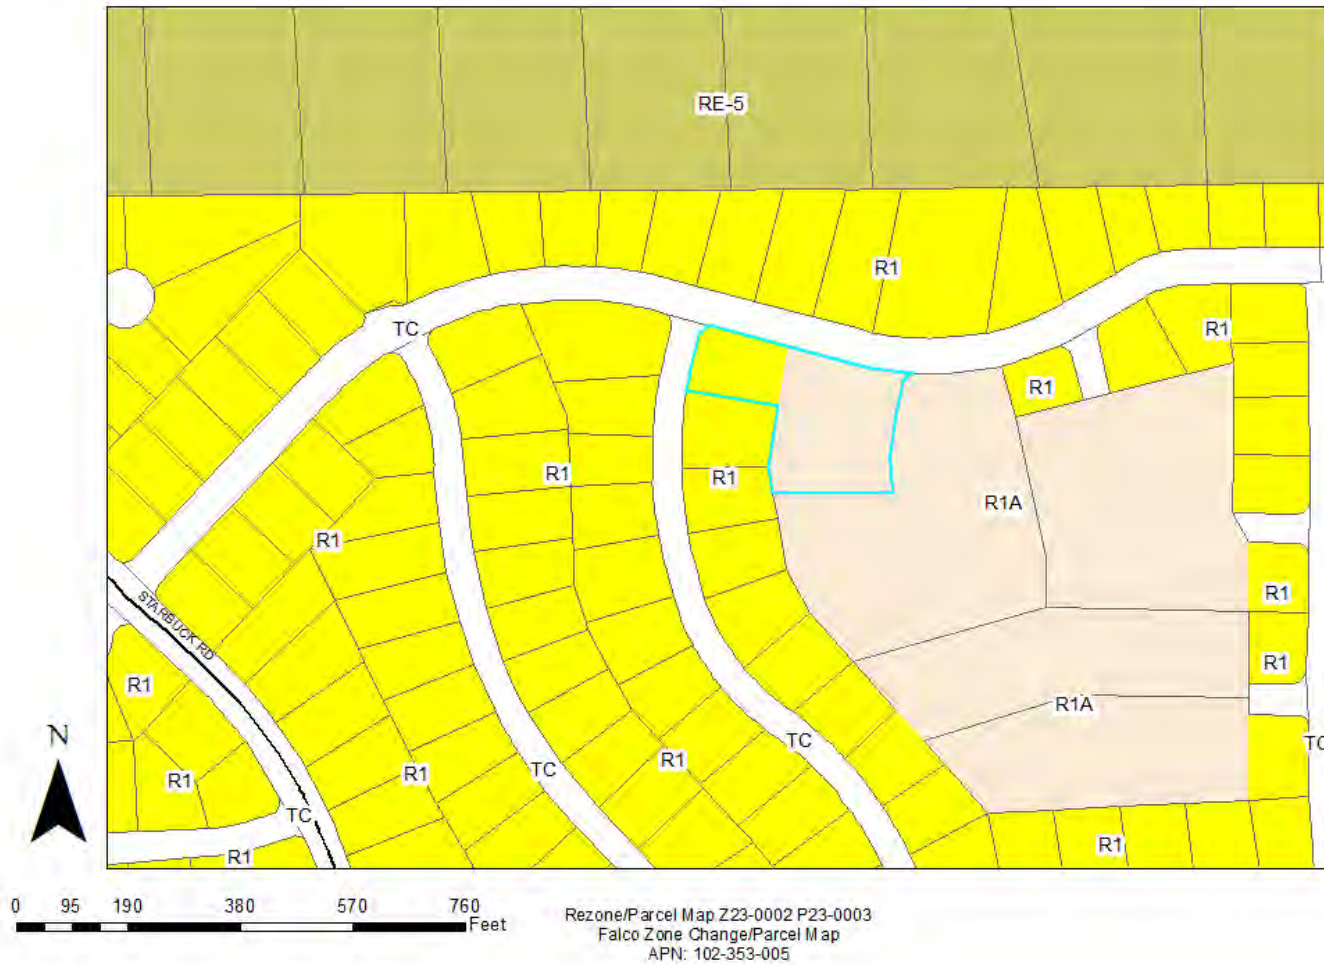 RE-5
R1
TC
R1
R1
R1
R1
R1A
R1
STARBUCK RD
R1
R1
R1
R1A
N
TC
R1
TC
R1
R1
TC
TC
R1
R1
0 95 190 380 570 760
Feet
Rezone/Parcel Map Z23-0002 P23-0003
Falco Zone Change/Parcel Map
APN: 102-353-005